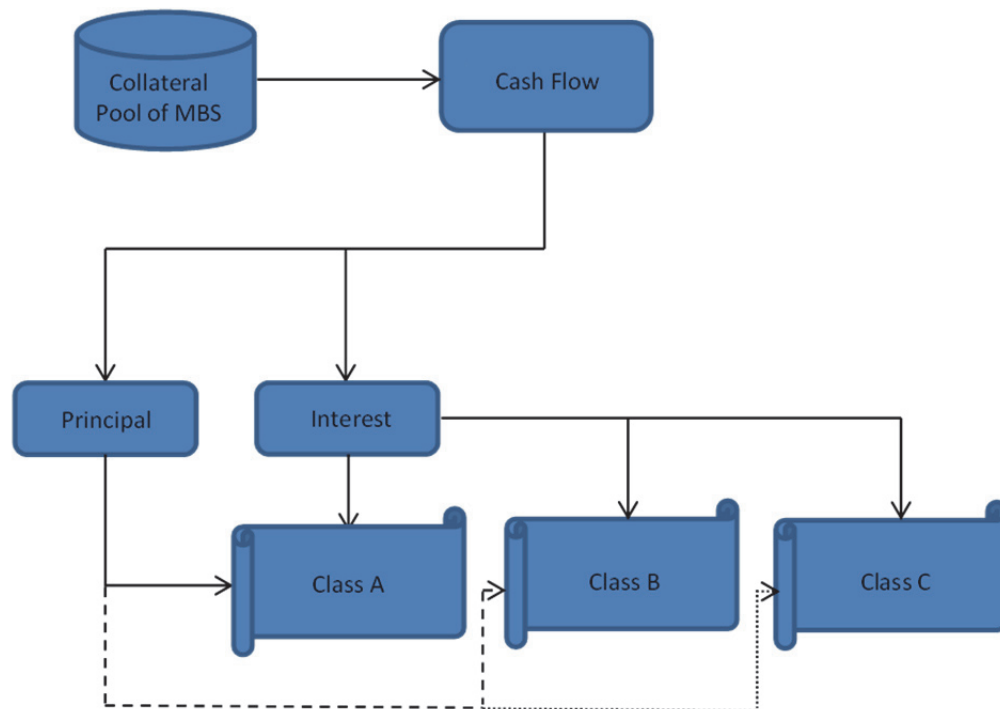 Collateral
Pool of MBS
Cash Flow
Principal
Interest
Class A
Class B
Class C